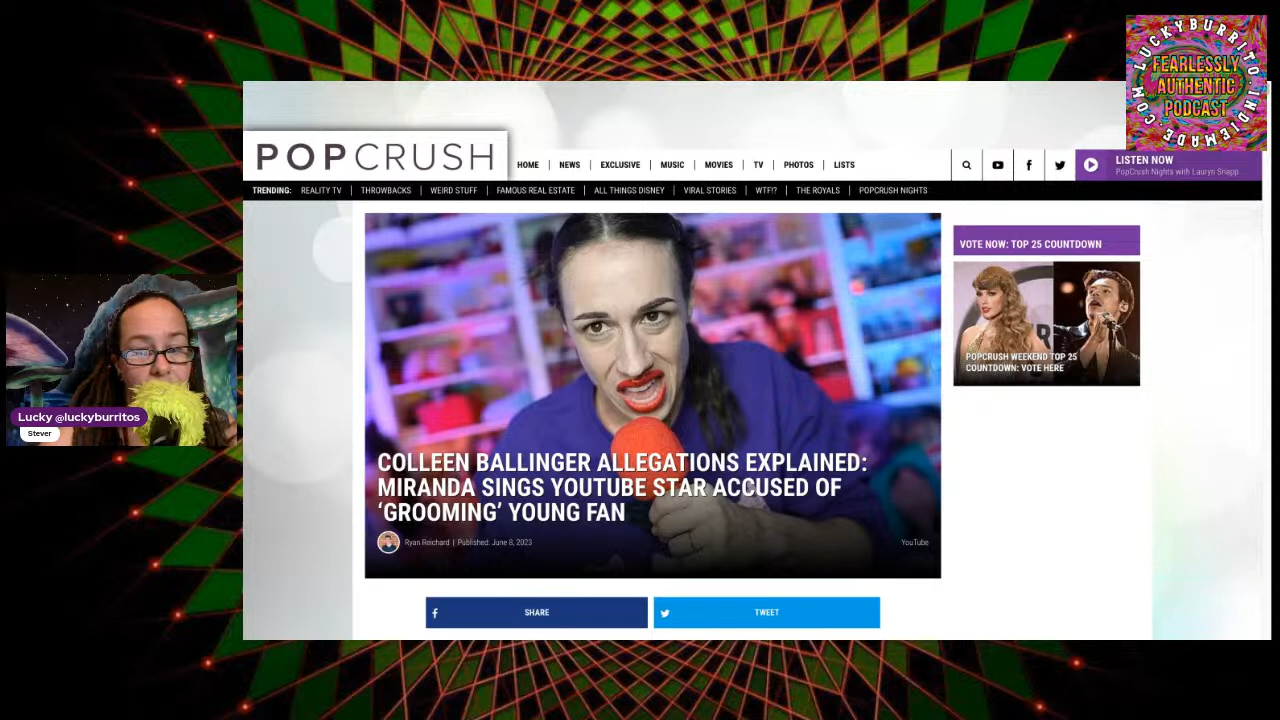 LUCKYBURRITO.INDIEMADE.COM
FEARLESSLY
AUTHENTIC
PODCAST
POPCRUSH
HOME | NEWS | EXCLUSIVE | MUSIC | MOVIES | TV | PHOTOS | LISTS
LISTEN NOW
PopCrush Nights with Lauryn Snapp
TRENDING: REALITY TV | THROWBACKS | WEIRD STUFF | FAMOUS REAL ESTATE | ALL THINGS DISNEY | VIRAL STORIES | WTF!? | THE ROYALS | POPCRUSH NIGHTS
VOTE NOW: TOP 25 COUNTDOWN
POPCRUSH WEEKEND TOP 25
COUNTDOWN: VOTE HERE
COLLEEN BALLINGER ALLEGATIONS EXPLAINED:
MIRANDA SINGS YOUTUBE STAR ACCUSED OF
‘GROOMING’ YOUNG FAN
Ryan Reichard | Published: June 8, 2023
YouTube
SHARE
TWEET
Lucky @luckyburritos
Stever